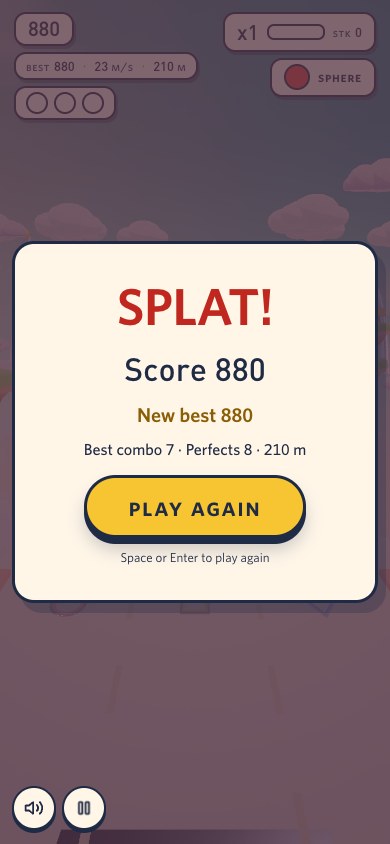 880
x1 STK 0
BEST 880 · 23 M/S · 210 M
SPHERE
SPLAT!
Score 880
New best 880
Best combo 7 · Perfects 8 · 210 m
PLAY AGAIN
Space or Enter to play again